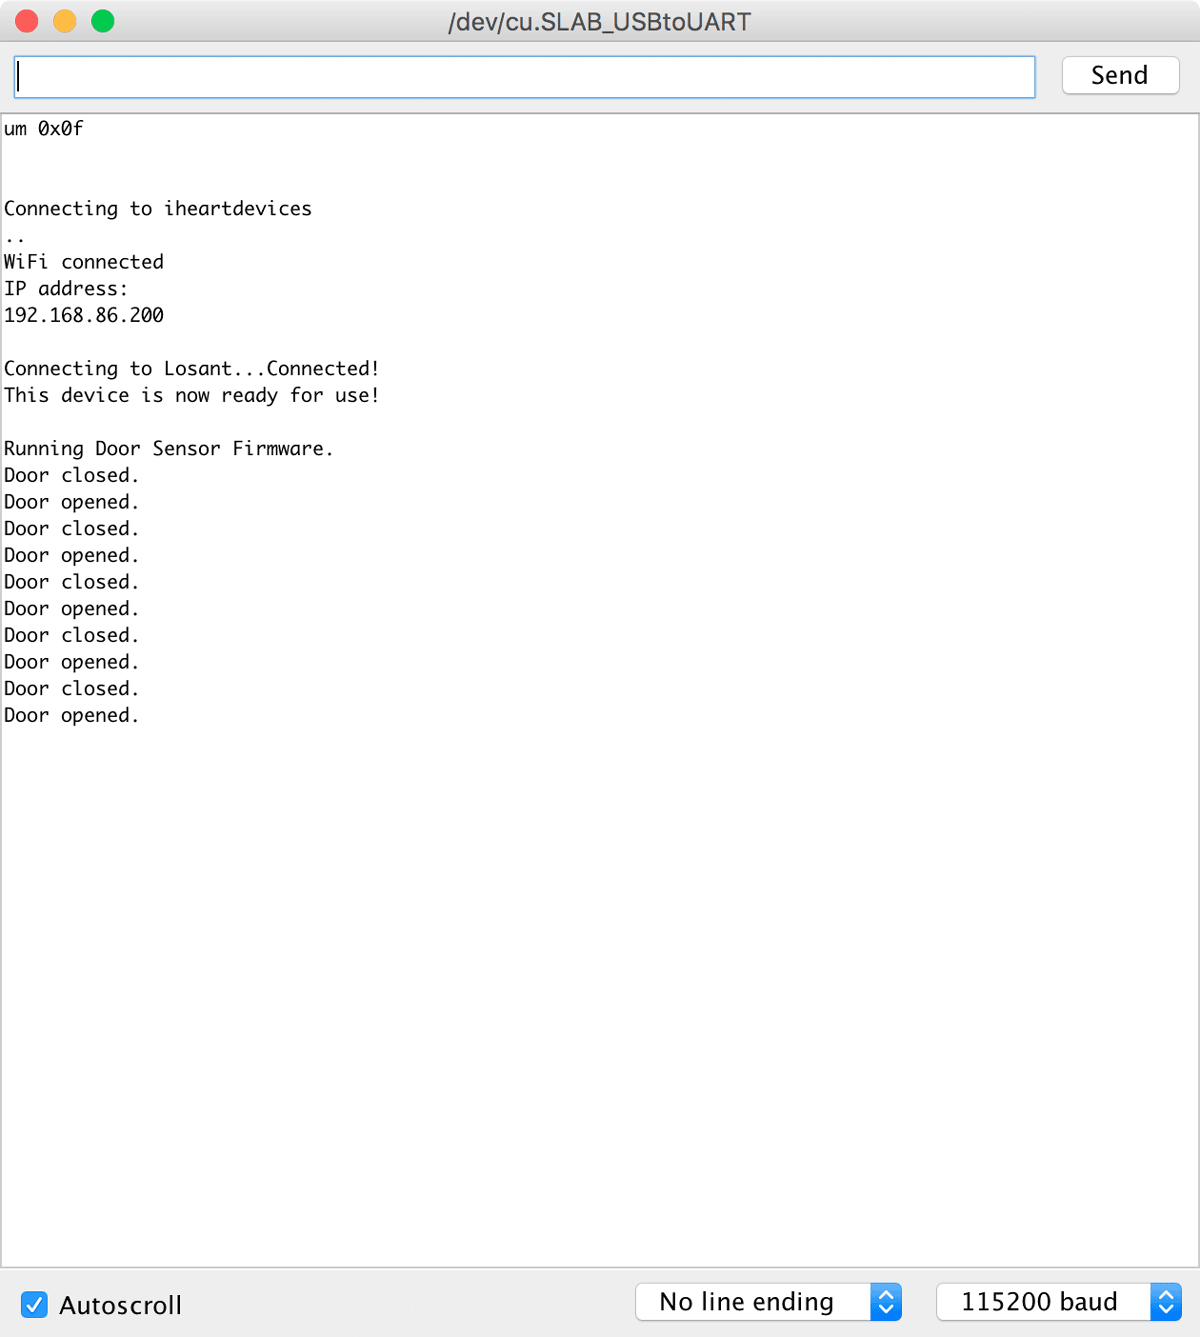 /dev/cu.SLAB_USBtoUART
Send
um 0x0f
Connecting to iheartdevices
..
WiFi connected
IP address:
192.168.86.200
Connecting to Losant...Connected!
This device is now ready for use!
Running Door Sensor Firmware.
Door closed.
Door opened.
Door closed.
Door opened.
Door closed.
Door opened.
Door closed.
Door opened.
Door closed.
Door opened.
Autoscroll
No line ending
115200 baud